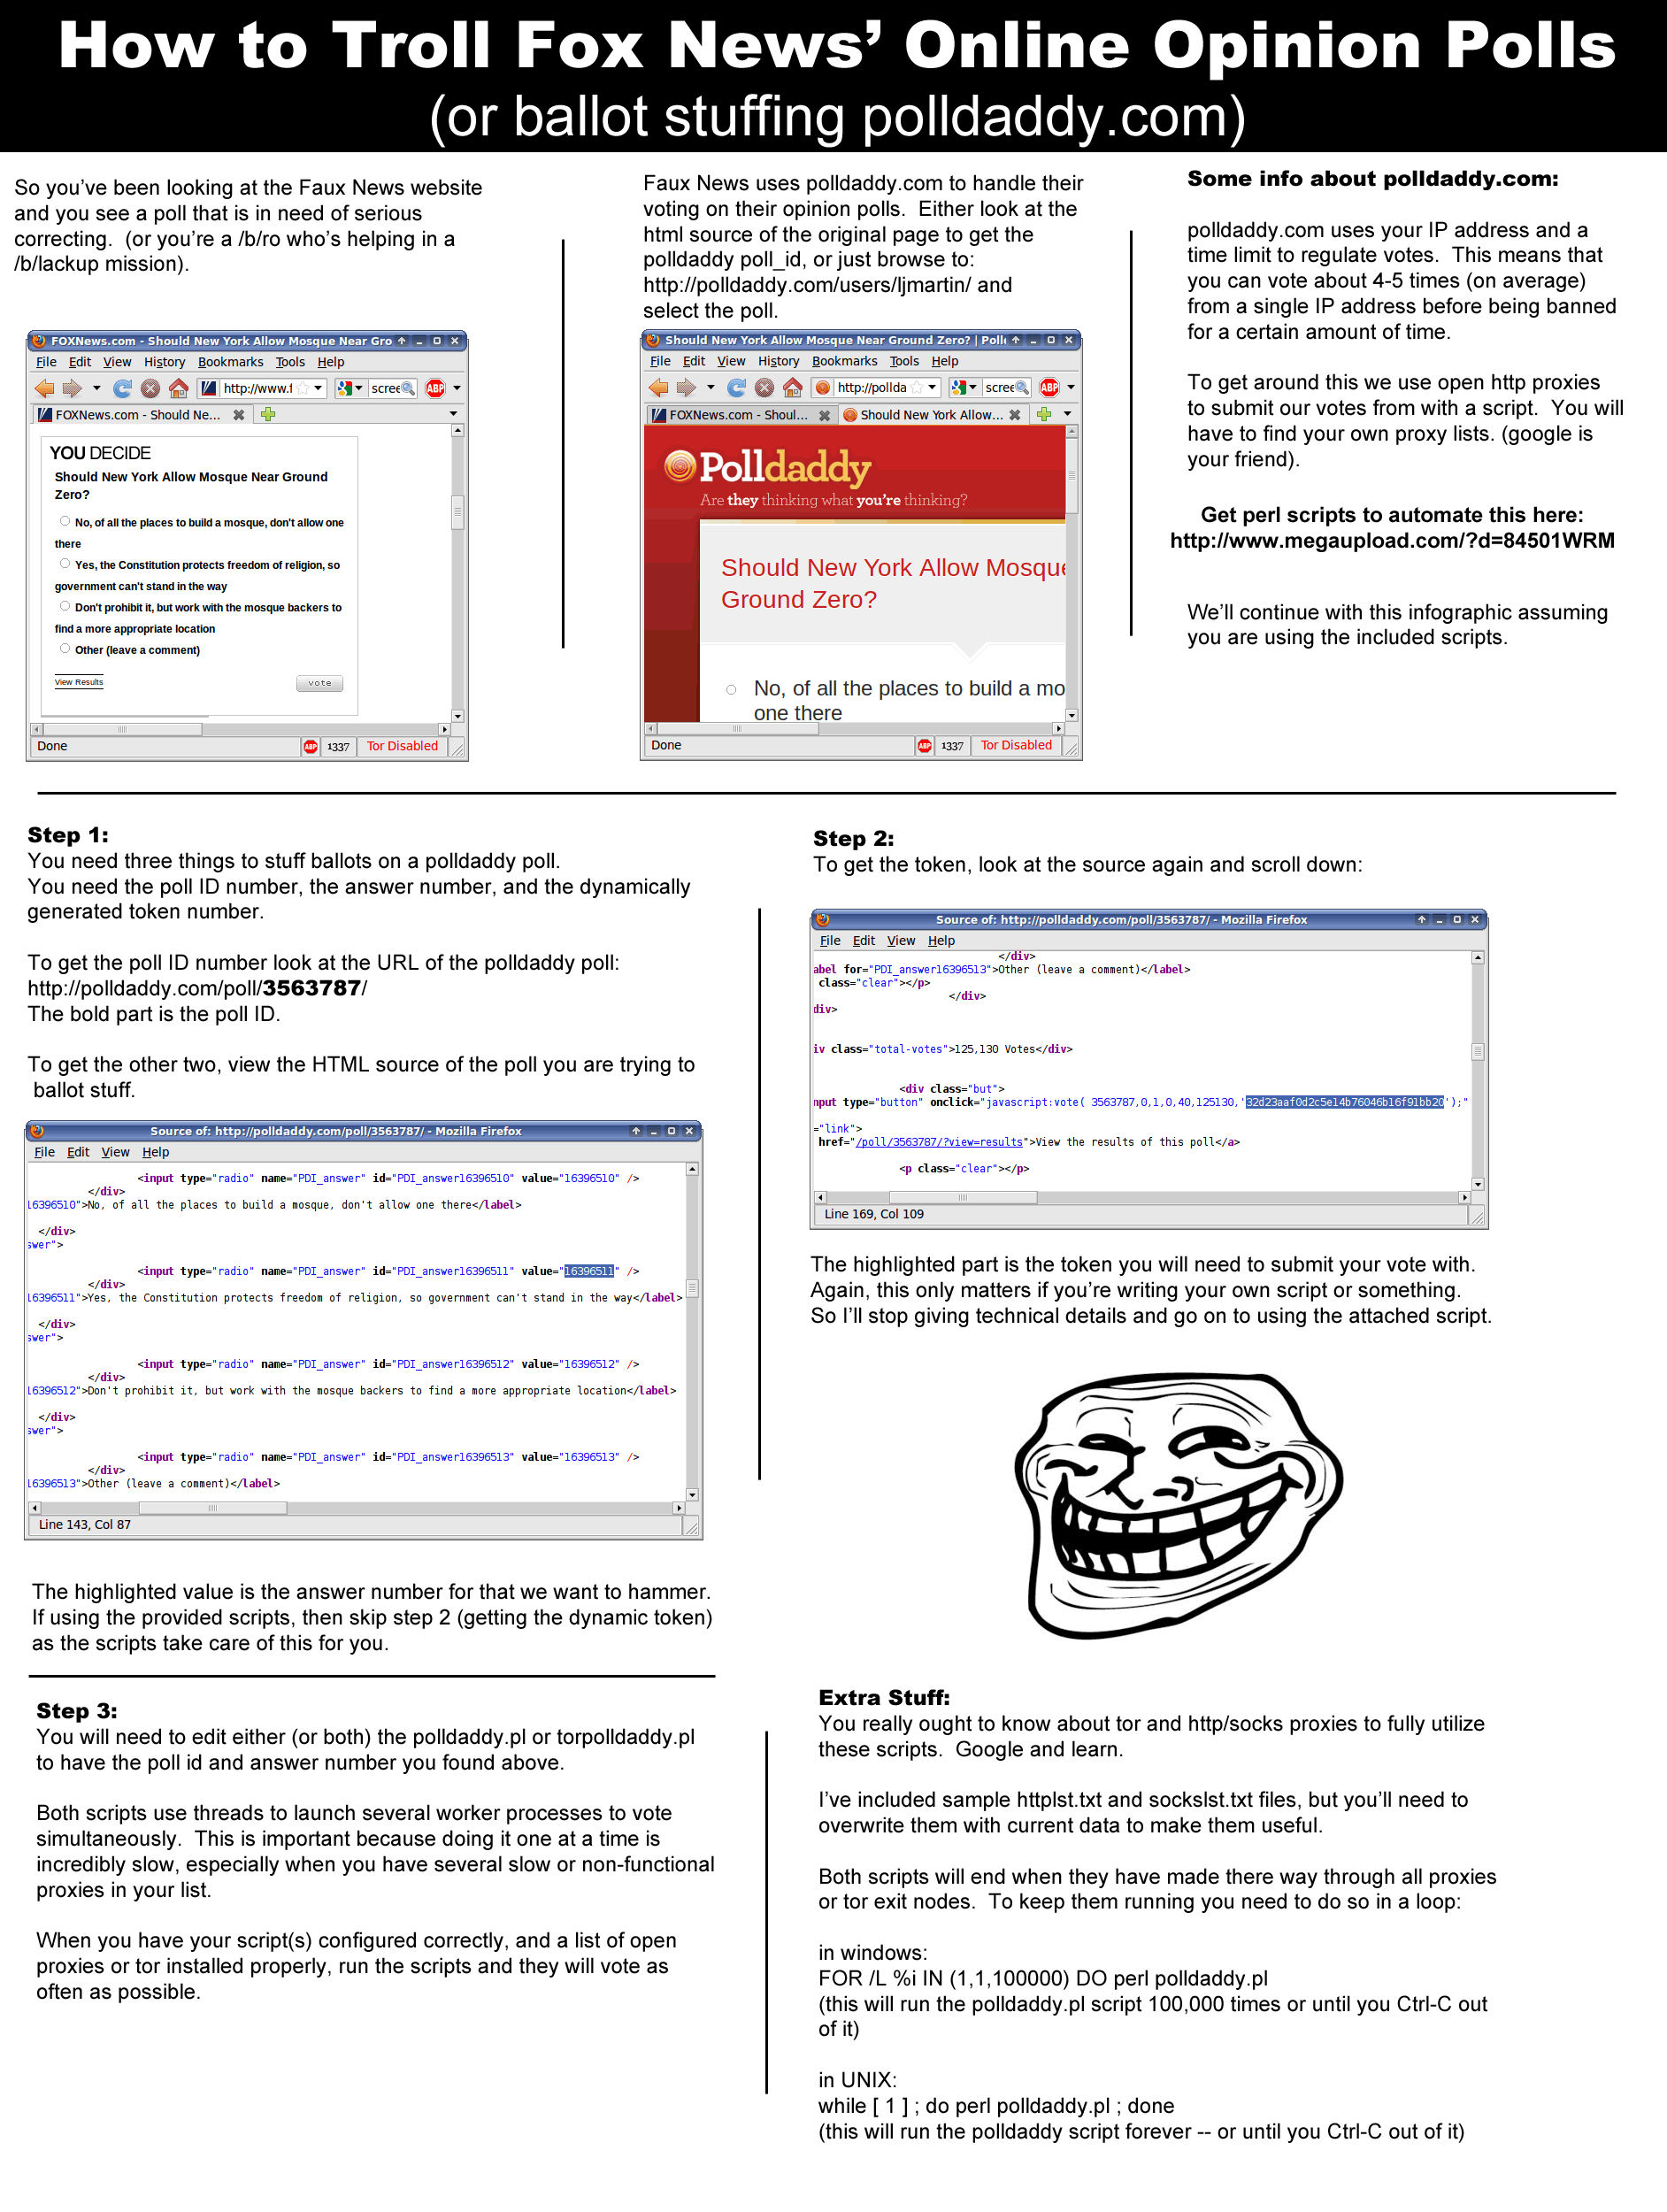 How to Troll Fox News’ Online Opinion Polls
(or ballot stuffing polldaddy.com)
So you’ve been looking at the Faux News website
and you see a poll that is in need of serious
correcting.  (or you’re a /b/ro who’s helping in a
/b/lackup mission).
FOXNews.com - Should New York Allow Mosque Near Gro
File Edit View History Bookmarks Tools Help
http://www.f
scree
ABP
FOXNews.com - Should Ne...
YOU DECIDE
Should New York Allow Mosque Near Ground
Zero?
No, of all the places to build a mosque, don't allow one
there
Yes, the Constitution protects freedom of religion, so
government can't stand in the way
Don't prohibit it, but work with the mosque backers to
find a more appropriate location
Other (leave a comment)
View Results
vote
Done
ABP
1337
Tor Disabled
Faux News uses polldaddy.com to handle their
voting on their opinion polls.  Either look at the
html source of the original page to get the
polldaddy poll_id, or just browse to:
http://polldaddy.com/users/ljmartin/ and
select the poll.
Should New York Allow Mosque Near Ground Zero? | Poll
File Edit View History Bookmarks Tools Help
http://pollda
scree
ABP
FOXNews.com - Shoul...
Should New York Allow...
Polldaddy
Are they thinking what you're thinking?
Should New York Allow Mosque
Ground Zero?
No, of all the places to build a mo
one there
Done
ABP
1337
Tor Disabled
Some info about polldaddy.com:
polldaddy.com uses your IP address and a
time limit to regulate votes.  This means that
you can vote about 4-5 times (on average)
from a single IP address before being banned
for a certain amount of time.
To get around this we use open http proxies
to submit our votes from with a script.  You will
have to find your own proxy lists. (google is
your friend).
Get perl scripts to automate this here:
http://www.megaupload.com/?d=84501WRM
We’ll continue with this infographic assuming
you are using the included scripts.
Step 1:
You need three things to stuff ballots on a polldaddy poll.
You need the poll ID number, the answer number, and the dynamically
generated token number.
To get the poll ID number look at the URL of the polldaddy poll:
http://polldaddy.com/poll/3563787/
The bold part is the poll ID.
To get the other two, view the HTML source of the poll you are trying to
ballot stuff.
Source of: http://polldaddy.com/poll/3563787/ - Mozilla Firefox
File Edit View Help
<input type="radio" name="PDI_answer" id="PDI_answer16396510" value="16396510" />
</div>
16396510">No, of all the places to build a mosque, don't allow one there</label>
</div>
swer">
<input type="radio" name="PDI_answer" id="PDI_answer16396511" value="16396511" />
</div>
16396511">Yes, the Constitution protects freedom of religion, so government can't stand in the way</label>
</div>
swer">
<input type="radio" name="PDI_answer" id="PDI_answer16396512" value="16396512" />
</div>
16396512">Don't prohibit it, but work with the mosque backers to find a more appropriate location</label>
</div>
swer">
<input type="radio" name="PDI_answer" id="PDI_answer16396513" value="16396513" />
</div>
16396513">Other (leave a comment)</label>
Line 143, Col 87
The highlighted value is the answer number for that we want to hammer.
If using the provided scripts, then skip step 2 (getting the dynamic token)
as the scripts take care of this for you.
Step 2:
To get the token, look at the source again and scroll down:
Source of: http://polldaddy.com/poll/3563787/ - Mozilla Firefox
File Edit View Help
</div>
abel for="PDI_answer16396513">Other (leave a comment)</label>
class="clear"></p>
</div>
div>
iv class="total-votes">125,130 Votes</div>
<div class="but">
nput type="button" onclick="javascript:vote( 3563787,0,1,0,40,125130,'32d23aaf0d2c5e14b76046b16f91bb20');"
="link">
href="/poll/3563787/?view=results">View the results of this poll</a>
<p class="clear"></p>
Line 169, Col 109
The highlighted part is the token you will need to submit your vote with.
Again, this only matters if you’re writing your own script or something.
So I’ll stop giving technical details and go on to using the attached script.
Step 3:
You will need to edit either (or both) the polldaddy.pl or torpolldaddy.pl
to have the poll id and answer number you found above.
Both scripts use threads to launch several worker processes to vote
simultaneously.  This is important because doing it one at a time is
incredibly slow, especially when you have several slow or non-functional
proxies in your list.
When you have your script(s) configured correctly, and a list of open
proxies or tor installed properly, run the scripts and they will vote as
often as possible.
Extra Stuff:
You really ought to know about tor and http/socks proxies to fully utilize
these scripts.  Google and learn.
I’ve included sample httplst.txt and sockslst.txt files, but you’ll need to
overwrite them with current data to make them useful.
Both scripts will end when they have made there way through all proxies
or tor exit nodes.  To keep them running you need to do so in a loop:
in windows:
FOR /L %i IN (1,1,100000) DO perl polldaddy.pl
(this will run the polldaddy.pl script 100,000 times or until you Ctrl-C out
of it)
in UNIX:
while [ 1 ] ; do perl polldaddy.pl ; done
(this will run the polldaddy script forever -- or until you Ctrl-C out of it)